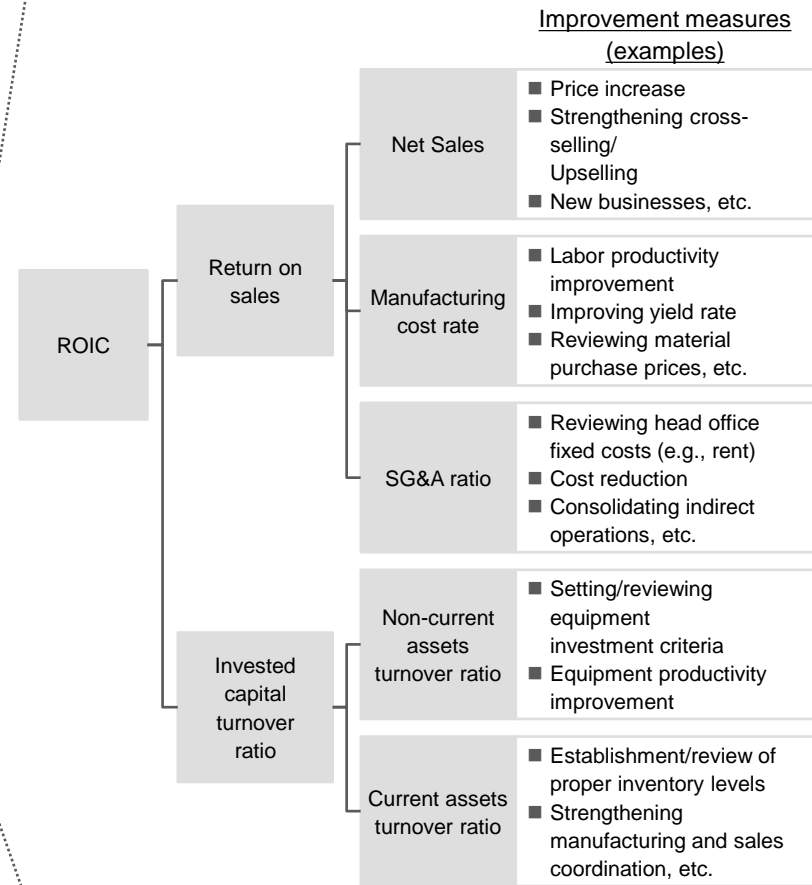 Improvement measures
(examples)
ROIC
Return on
sales
Net Sales
■ Price increase
■ Strengthening cross-
selling/
Upselling
■ New businesses, etc.
Manufacturing
cost rate
■ Labor productivity
improvement
■ Improving yield rate
■ Reviewing material
purchase prices, etc.
SG&A ratio
■ Reviewing head office
fixed costs (e.g., rent)
■ Cost reduction
■ Consolidating indirect
operations, etc.
Invested
capital
turnover
ratio
Non-current
assets
turnover ratio
■ Setting/reviewing
equipment
investment criteria
■ Equipment productivity
improvement
Current assets
turnover ratio
■ Establishment/review of
proper inventory levels
■ Strengthening
manufacturing and sales
coordination, etc.